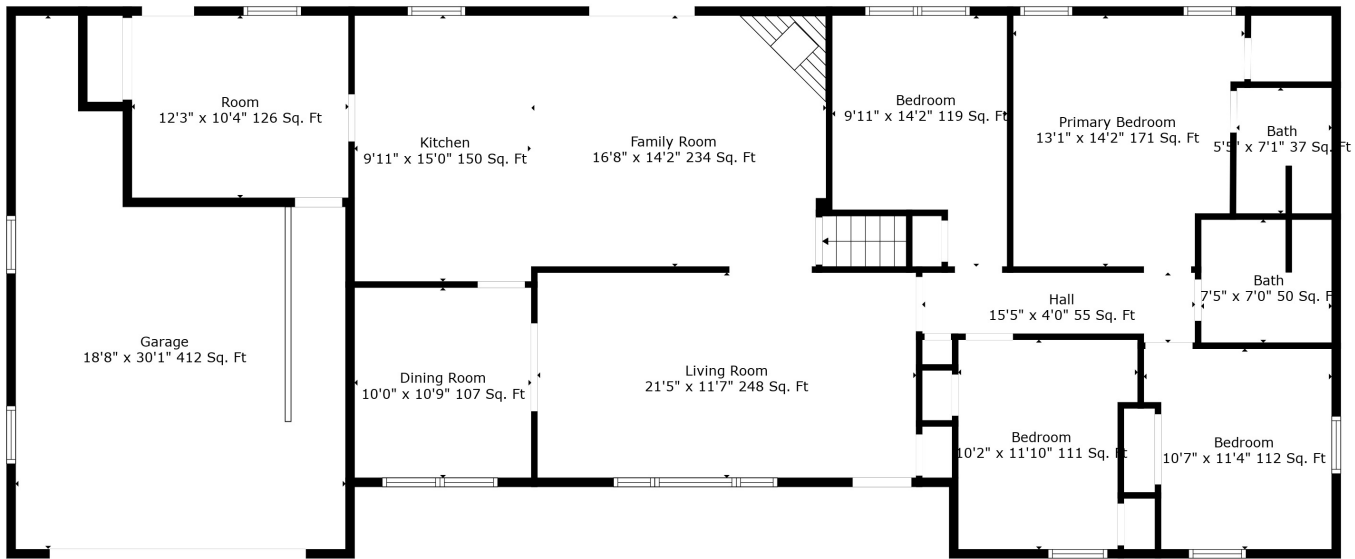 Room
12'3" x 10'4" 126 Sq. Ft
Kitchen
9'11" x 15'0" 150 Sq. Ft
Family Room
16'8" x 14'2" 234 Sq. Ft
Bedroom
9'11" x 14'2" 119 Sq. Ft
Primary Bedroom
13'1" x 14'2" 171 Sq. Ft
Bath
5'5" x 7'1" 37 Sq. Ft
Garage
18'8" x 30'1" 412 Sq. Ft
Dining Room
10'0" x 10'9" 107 Sq. Ft
Living Room
21'5" x 11'7" 248 Sq. Ft
Hall
15'5" x 4'0" 55 Sq. Ft
Bath
7'5" x 7'0" 50 Sq. Ft
Bedroom
10'2" x 11'10" 111 Sq. Ft
Bedroom
10'7" x 11'4" 112 Sq. Ft